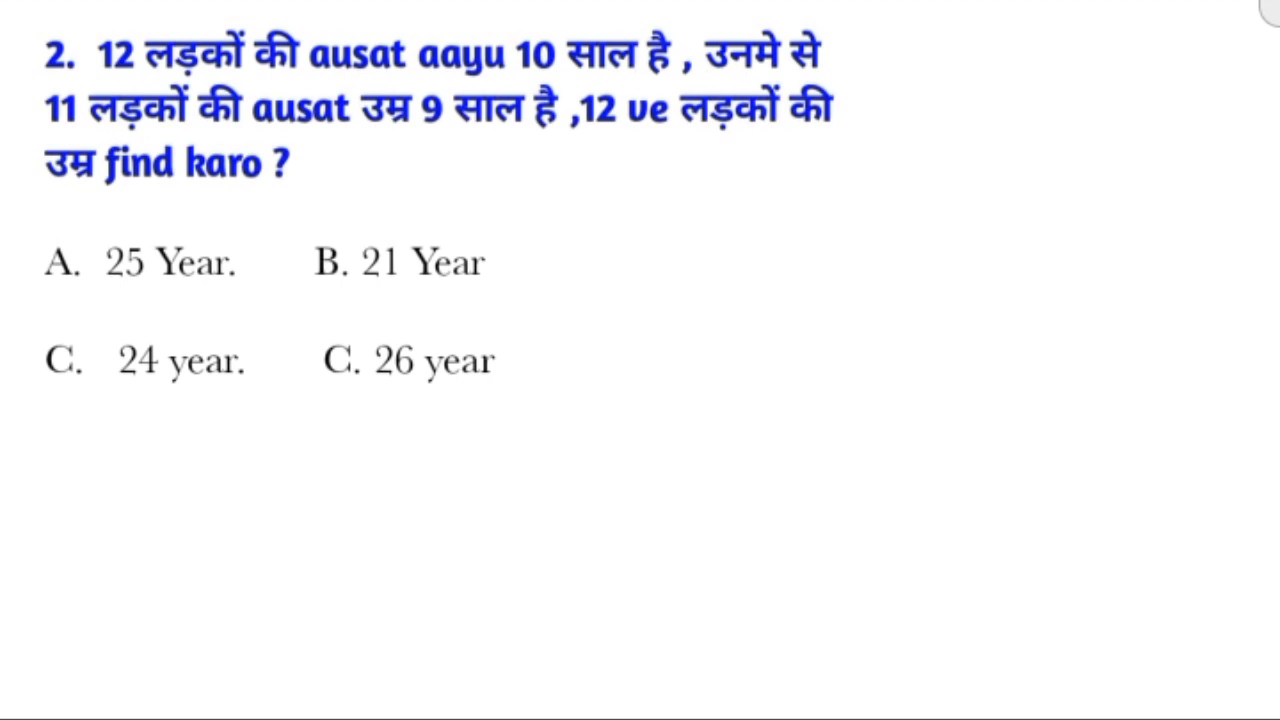 2. 12 लड़कों की ausat aayu 10 साल है , उनमे से
11 लड़कों की ausat उम्र 9 साल है ,12 ve लड़कों की
उम्र find karo ?
A. 25 Year. B. 21 Year
C. 24 year. C. 26 year